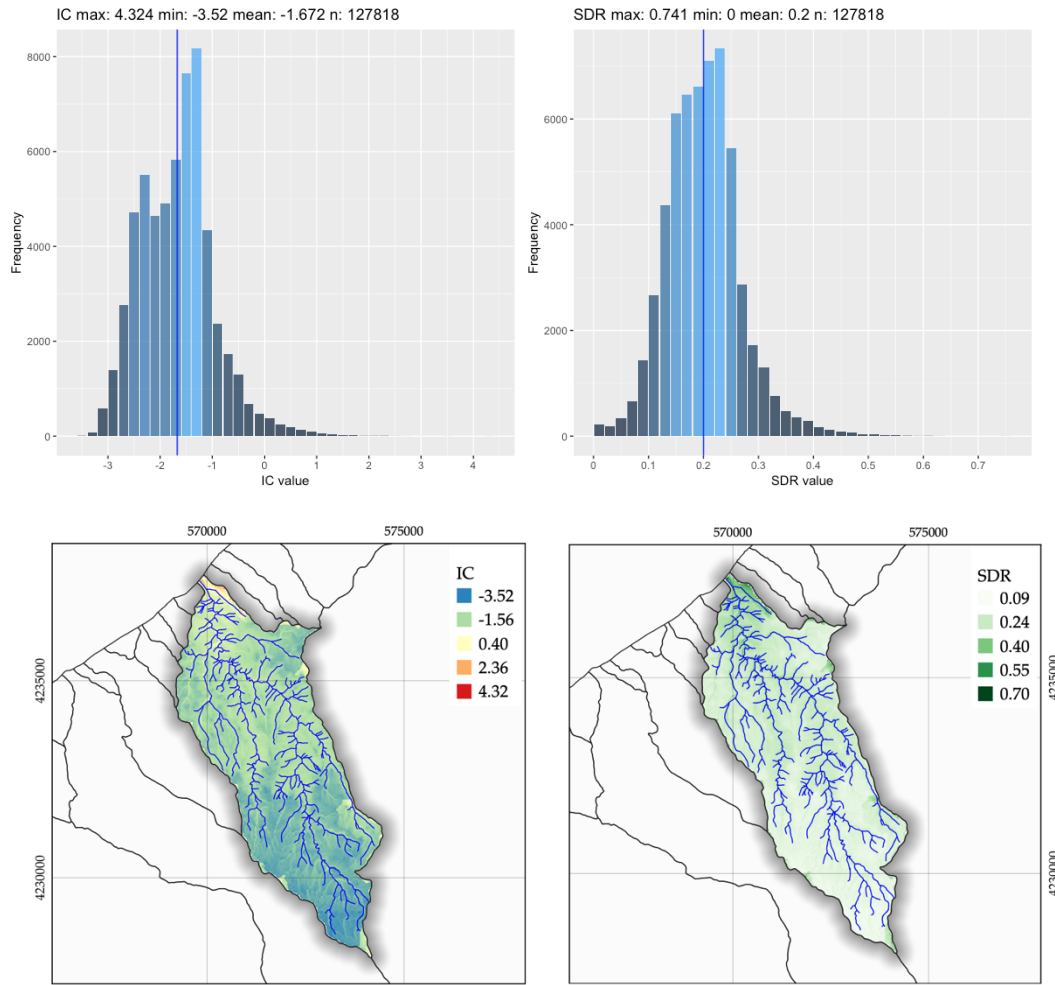 IC max: 4.324 min: -3.52 mean: -1.672 n: 127818
Frequency
8000
6000
4000
2000
0
-3 -2 -1 0 1 2 3 4
IC value
SDR max: 0.741 min: 0 mean: 0.2 n: 127818
Frequency
6000
4000
2000
0
0 0.1 0.2 0.3 0.4 0.5 0.6 0.7
SDR value
570000 575000
4235000
4230000
IC
-3.52
-1.56
0.40
2.36
4.32
570000 575000
SDR
0.09
0.24
0.40
0.55
0.70
4235000
4230000